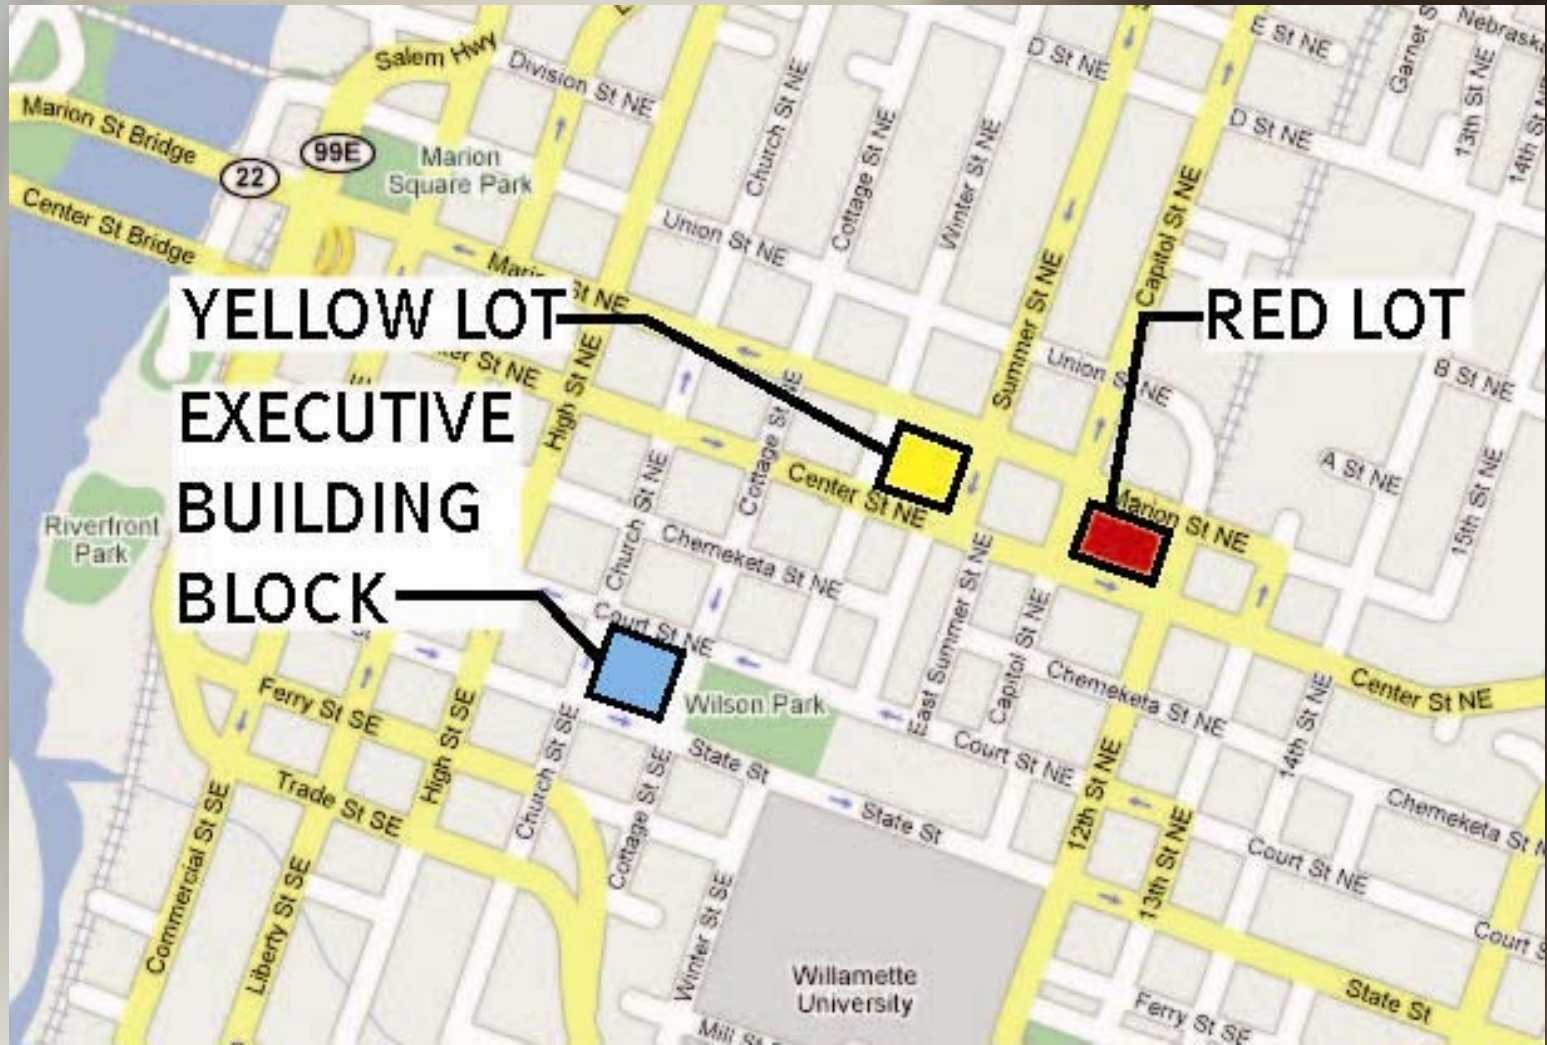 Salem Hwy
Division St NE
Church St NE
Cottage St NE
Winter St NE
D St NE
E St NE
D St NE
Nebraska
13th St NE
14th St NE
Marion St Bridge
99E
22
Marion
Square Park
Center St Bridge
Union St NE
Summer St NE
Capitol St NE
St NE
YELLOW LOT
RED LOT
St NE
High St NE
Union St NE
B St NE
EXECUTIVE
BUILDING
BLOCK
Church St NE
Cottage St
Center St NE
Marion St NE
A St NE
15th St NE
Riverfront
Park
Chemeketa St NE
Court St NE
East Summer St NE
Capitol St NE
Chemeketa St NE
Center St NE
Wilson Park
Ferry St SE
High St SE
Church St SE
Cottage St SE
State St
State St
Court St NE
12th St NE
13th St NE
14th St NE
Chemeketa St N
Court St NE
Court S
Trade St SE
Commercial St SE
Liberty St SE
Winter St SE
Willamette
University
Mill St
State St
Ferry St SE